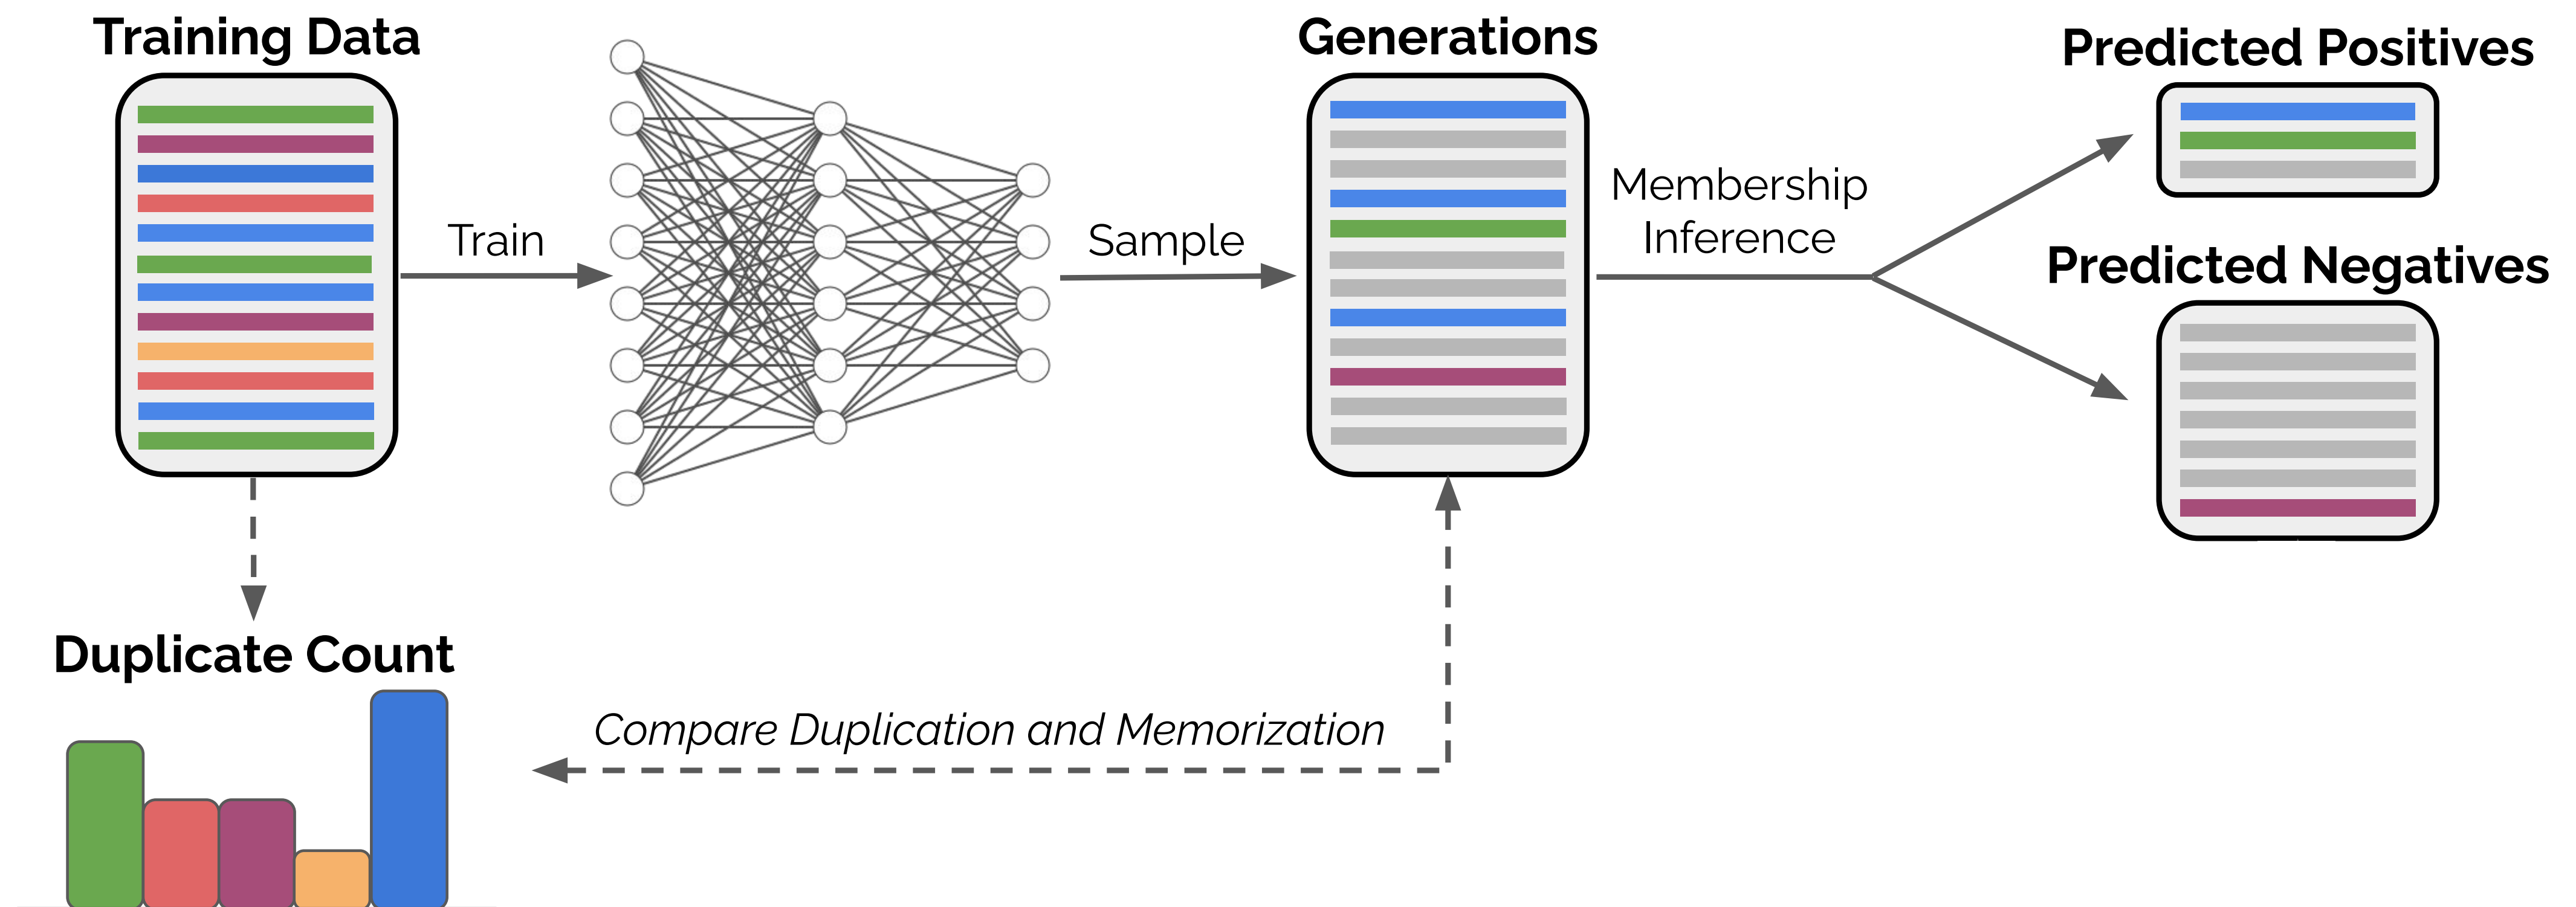 Training Data
Train
Sample
Generations
Membership
Inference
Predicted Positives
Predicted Negatives
Duplicate Count
Compare Duplication and Memorization